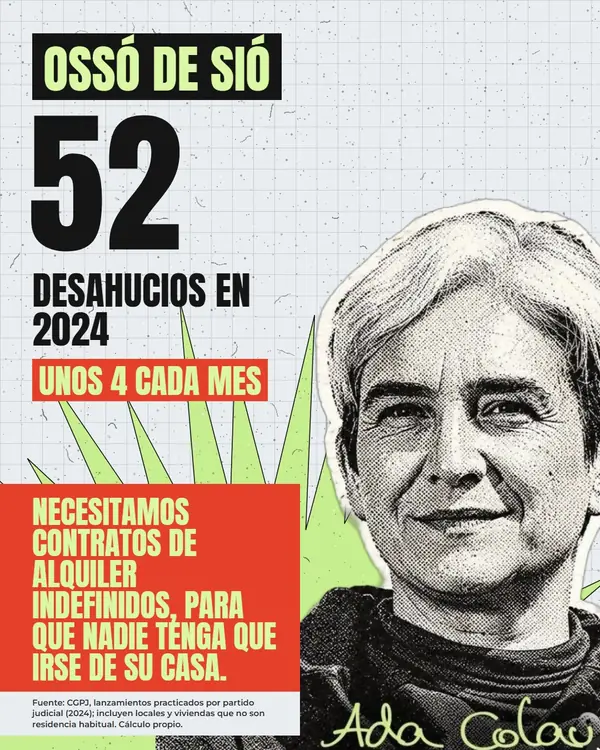 OSSÓ DE SIÓ
52
DESAHUCIOS EN
2024
UNOS 4 CADA MES
NECESITAMOS
CONTRATOS DE
ALQUILER
INDEFINIDOS, PARA
QUE NADIE TENGA QUE
IRSE DE SU CASA.
Fuente: CGPJ, lanzamientos practicados por partido
judicial (2024); incluyen locales y viviendas que no son
residencia habitual. Cálculo propio.
Ada Colau